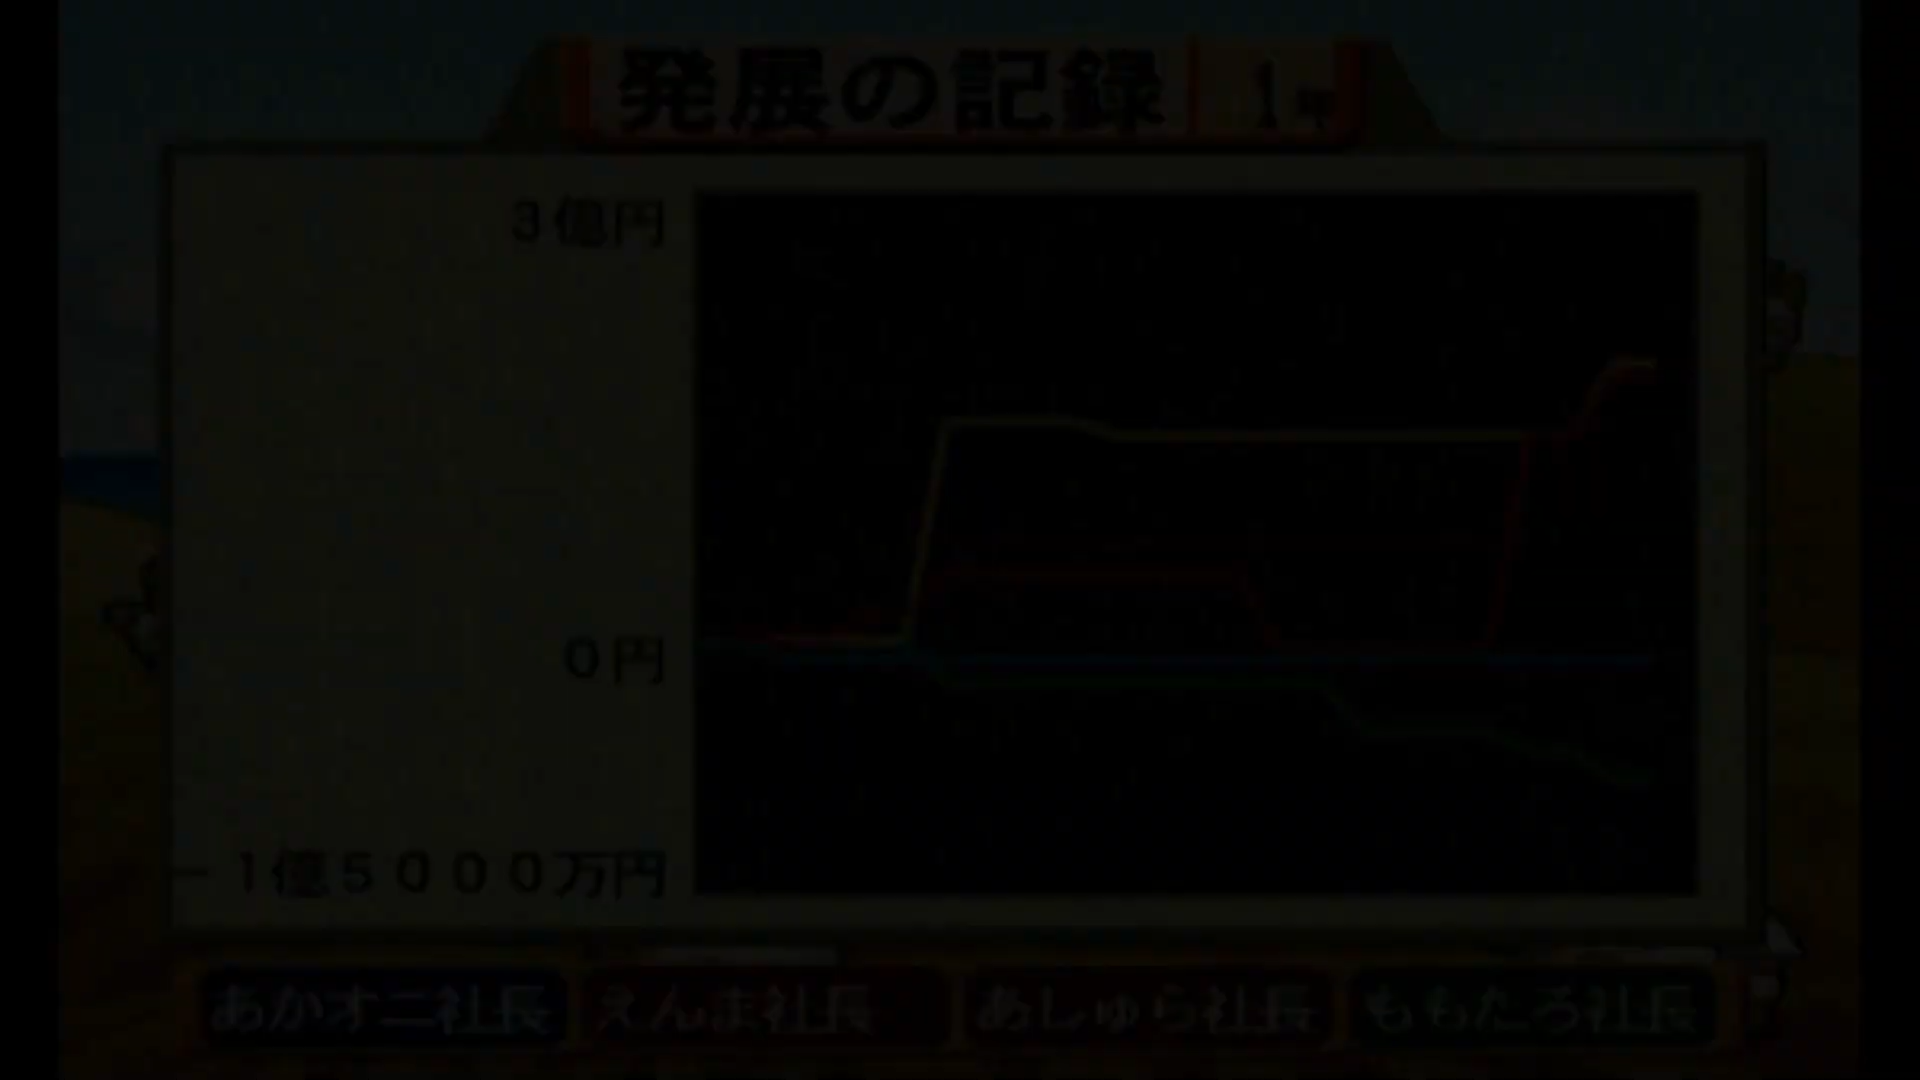 発展の記録 1年
3億円
0円
－1億5000万円
あかオニ社長 えんま社長 あしゅら社長 ももたろ社長